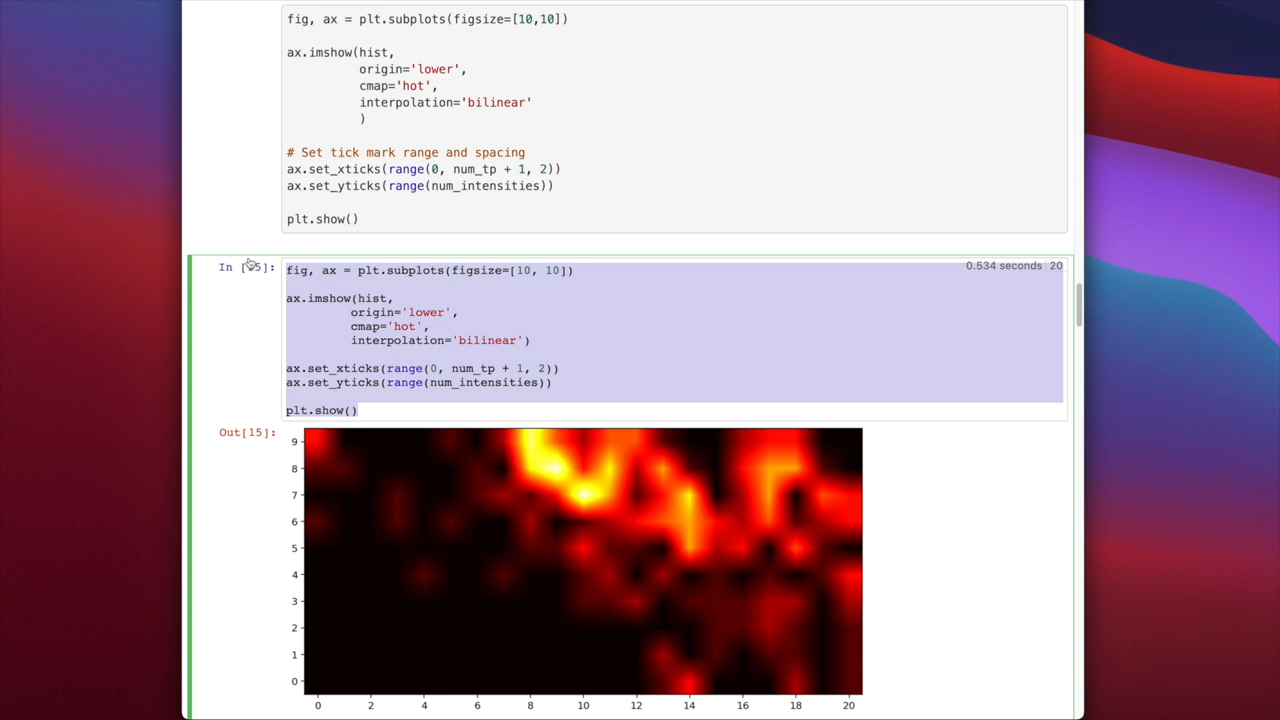 fig, ax = plt.subplots(figsize=[10,10])
ax.imshow(hist,
origin='lower',
cmap='hot',
interpolation='bilinear'
)
# Set tick mark range and spacing
ax.set_xticks(range(0, num_tp + 1, 2))
ax.set_yticks(range(num_intensities))
plt.show()
In [15]:
0.534 seconds 20
fig, ax = plt.subplots(figsize=[10, 10])
ax.imshow(hist,
origin='lower',
cmap='hot',
interpolation='bilinear')
ax.set_xticks(range(0, num_tp + 1, 2))
ax.set_yticks(range(num_intensities))
plt.show()
Out[15]:
9
8
7
6
5
4
3
2
1
0
0 2 4 6 8 10 12 14 16 18 20